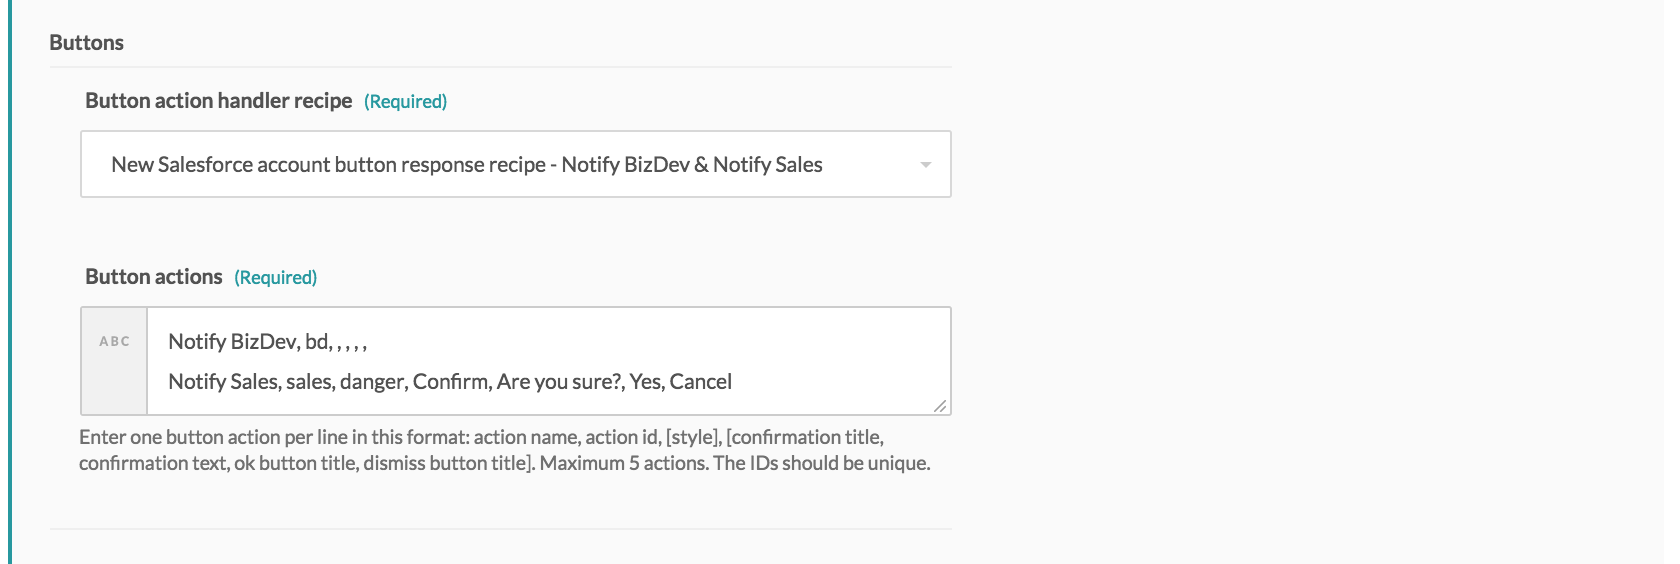 Buttons
Button action handler recipe (Required)
New Salesforce account button response recipe - Notify BizDev & Notify Sales
Button actions (Required)
ABC
Notify BizDev, bd, , , , ,
Notify Sales, sales, danger, Confirm, Are you sure?, Yes, Cancel
Enter one button action per line in this format: action name, action id, [style], [confirmation title,
confirmation text, ok button title, dismiss button title]. Maximum 5 actions. The IDs should be unique.